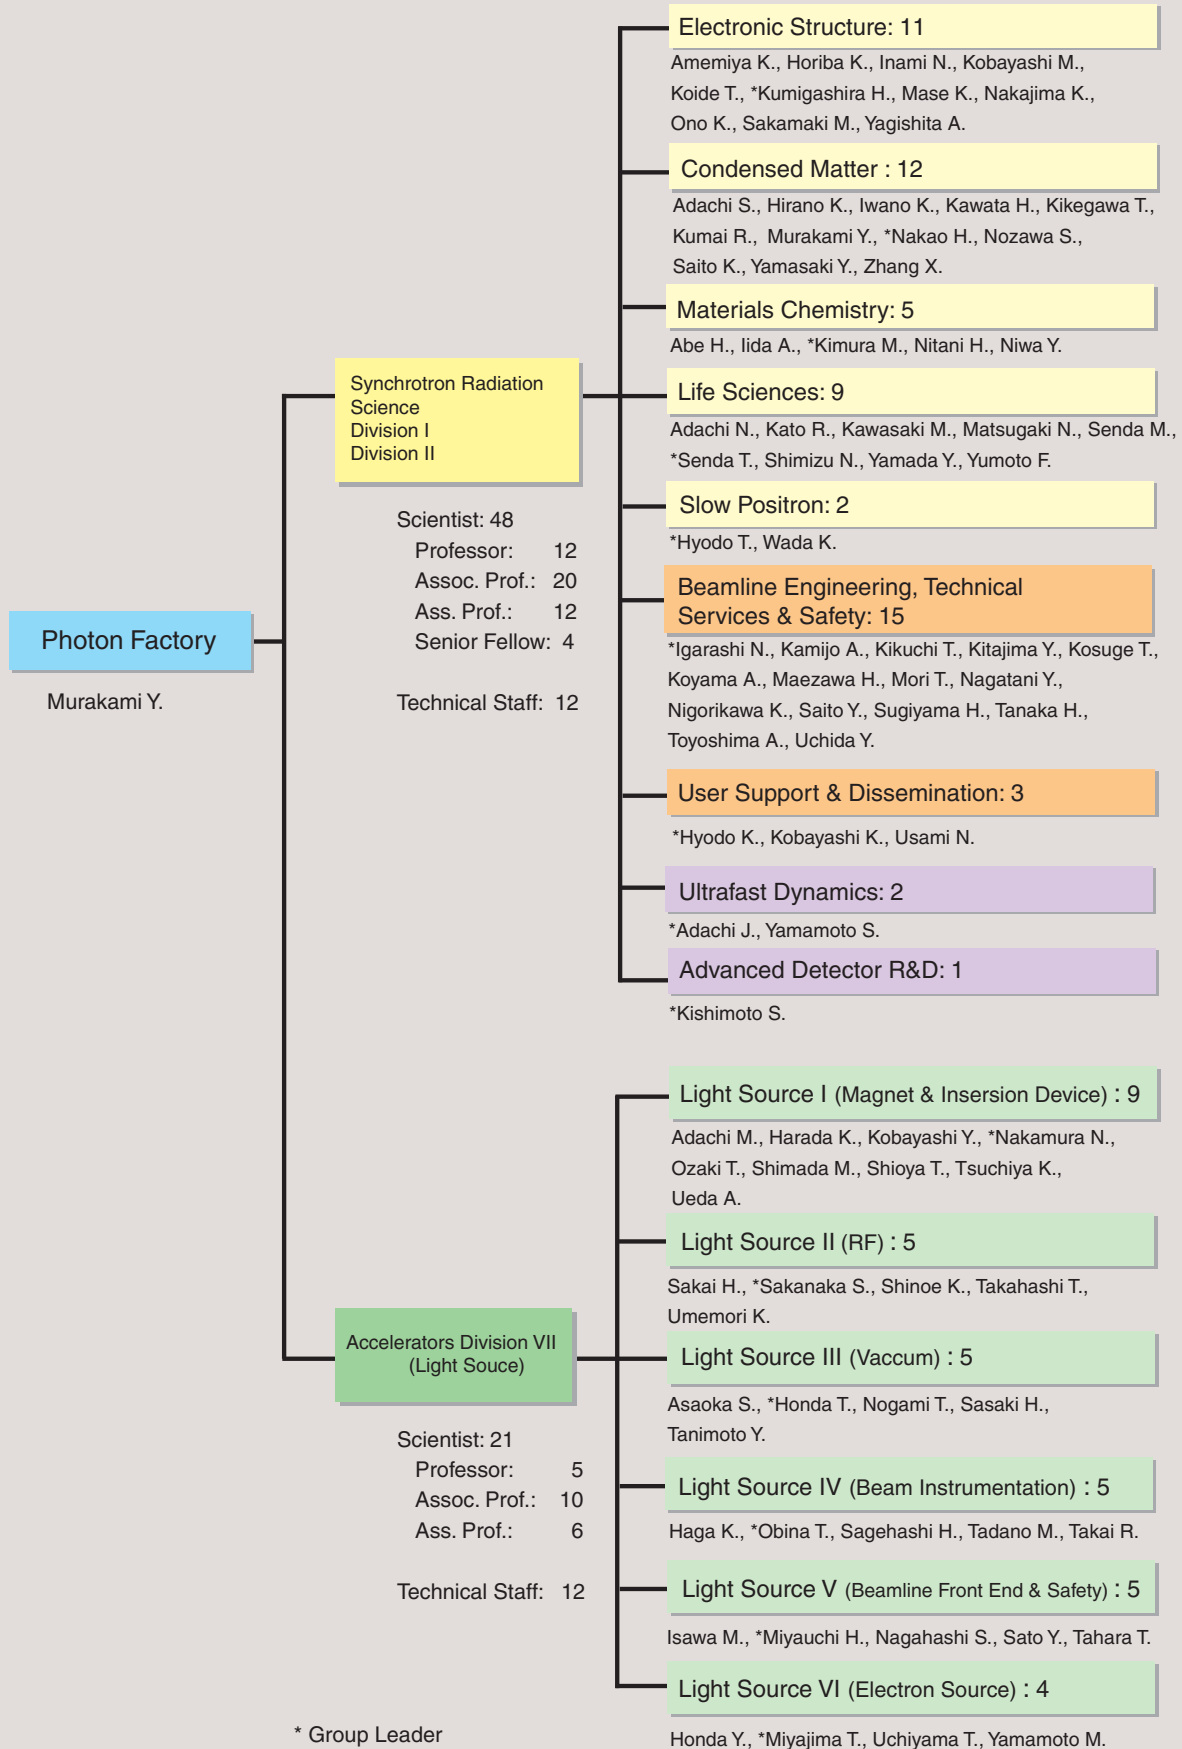 Photon Factory
Murakami Y.
Synchrotron Radiation
Science
Division I
Division II
Scientist: 48
Professor: 12
Assoc. Prof.: 20
Ass. Prof.: 12
Senior Fellow: 4
Technical Staff: 12
Electronic Structure: 11
Amemiya K., Horiba K., Inami N., Kobayashi M.,
Koide T., *Kumigashira H., Mase K., Nakajima K.,
Ono K., Sakamaki M., Yagishita A.
Condensed Matter : 12
Adachi S., Hirano K., Iwano K., Kawata H., Kikegawa T.,
Kumai R., Murakami Y., *Nakao H., Nozawa S.,
Saito K., Yamasaki Y., Zhang X.
Materials Chemistry: 5
Abe H., Iida A., *Kimura M., Nitani H., Niwa Y.
Life Sciences: 9
Adachi N., Kato R., Kawasaki M., Matsugaki N., Senda M.,
*Senda T., Shimizu N., Yamada Y., Yumoto F.
Slow Positron: 2
*Hyodo T., Wada K.
Beamline Engineering, Technical
Services & Safety: 15
*Igarashi N., Kamijo A., Kikuchi T., Kitajima Y., Kosuge T.,
Koyama A., Maezawa H., Mori T., Nagatani Y.,
Nigorikawa K., Saito Y., Sugiyama H., Tanaka H.,
Toyoshima A., Uchida Y.
User Support & Dissemination: 3
*Hyodo K., Kobayashi K., Usami N.
Ultrafast Dynamics: 2
*Adachi J., Yamamoto S.
Advanced Detector R&D: 1
*Kishimoto S.
Accelerators Division VII
(Light Souce)
Scientist: 21
Professor: 5
Assoc. Prof.: 10
Ass. Prof.: 6
Technical Staff: 12
Light Source I (Magnet & Insersion Device) : 9
Adachi M., Harada K., Kobayashi Y., *Nakamura N.,
Ozaki T., Shimada M., Shioya T., Tsuchiya K.,
Ueda A.
Light Source II (RF) : 5
Sakai H., *Sakanaka S., Shinoe K., Takahashi T.,
Umemori K.
Light Source III (Vaccum) : 5
Asaoka S., *Honda T., Nogami T., Sasaki H.,
Tanimoto Y.
Light Source IV (Beam Instrumentation) : 5
Haga K., *Obina T., Sagehashi H., Tadano M., Takai R.
Light Source V (Beamline Front End & Safety) : 5
Isawa M., *Miyauchi H., Nagahashi S., Sato Y., Tahara T.
Light Source VI (Electron Source) : 4
Honda Y., *Miyajima T., Uchiyama T., Yamamoto M.
* Group Leader